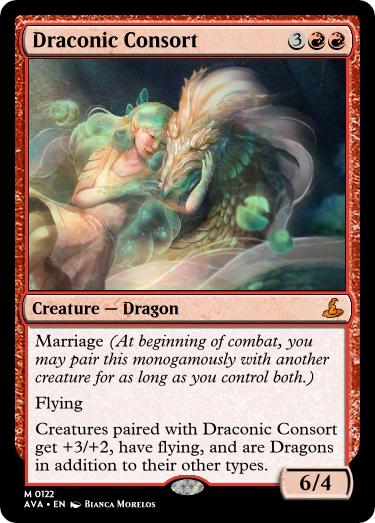 Draconic Consort 3
Creature — Dragon
Marriage (At beginning of combat, you
may pair this monogamously with another
creature for as long as you control both.)
Flying
Creatures paired with Draconic Consort
get +3/+2, have flying, and are Dragons
in addition to their other types.
6/4
M 0122
AVA • EN Bianca Morelos